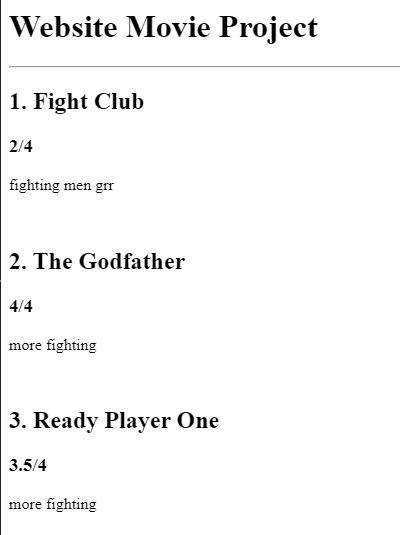 Website Movie Project
1. Fight Club
2/4
fighting men grr
2. The Godfather
4/4
more fighting
3. Ready Player One
3.5/4
more fighting